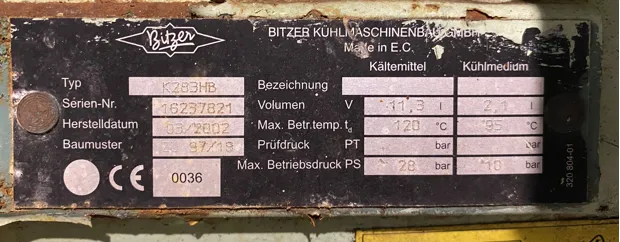 Bitzer
BITZER KÜHLMASCHINENBAU GMBH
Made in E.C.
Kältemittel Kühlmedium
Typ K283HB Bezeichnung
Serien-Nr. 16237821 Volumen V 11,3 l 2,1 l
Herstelldatum 03/2002 Max. Betr.temp. td 120 °C 95 °C
Baumuster 97/19 Prüfdruck PT bar bar
Max. Betriebsdruck PS 28 bar 10 bar
CE 0036
320 804-01